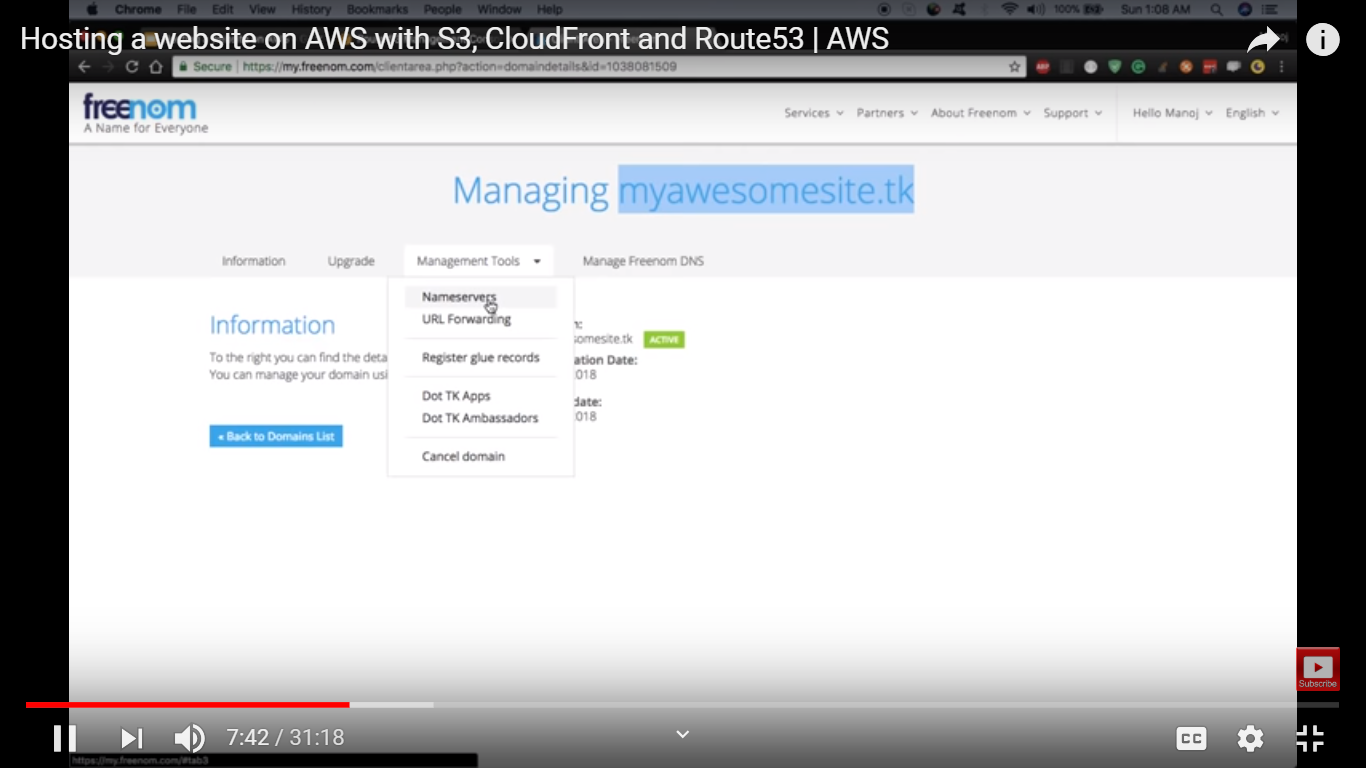 Chrome File Edit View History Bookmarks People Window Help 100% Sun 1:08 AM
Hosting a website on AWS with S3, CloudFront and Route53 | AWS
Secure | https://my.freenom.com/clientarea.php?action=domaindetails&id=1038081509
freenom
A Name for Everyone
Services Partners About Freenom Support Hello Manoj English
Managing myawesomesite.tk
Information Upgrade Management Tools Manage Freenom DNS
Nameservers
URL Forwarding
Register glue records
Dot TK Apps
Dot TK Ambassadors
Cancel domain
Information
To the right you can find the deta
You can manage your domain usi
« Back to Domains List
n:
somesite.tk ACTIVE
ation Date:
018
date:
018
Subscribe
7:42 / 31:18
CC
https://my.freenom.com/#tab3